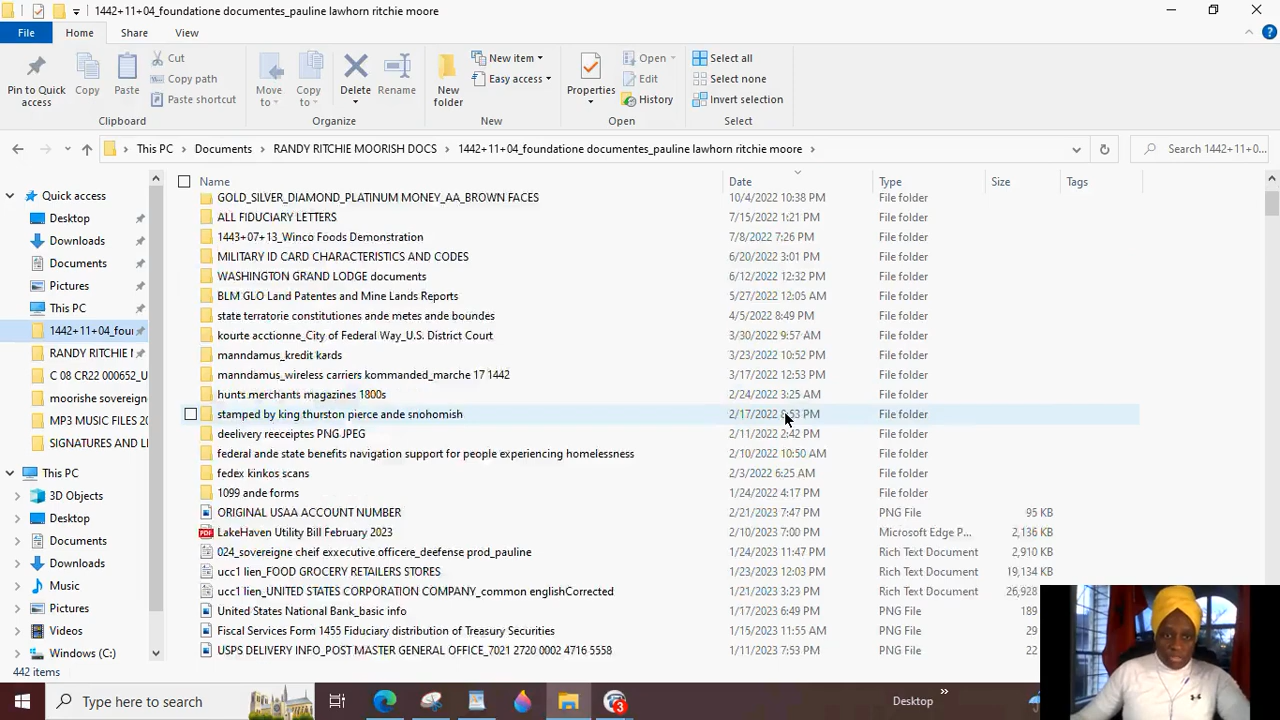 1442+11+04_foundatione documentes_pauline lawhorn ritchie moore
File Home Share View
Pin to Quick access
Copy
Paste
Cut
Copy path
Paste shortcut
Clipboard
Move to
Copy to
Delete
Rename
Organize
New folder
New item
Easy access
New
Properties
Open
Edit
History
Open
Select all
Select none
Invert selection
Select
This PC > Documents > RANDY RITCHIE MOORISH DOCS > 1442+11+04_foundatione documentes_pauline lawhorn ritchie moore >
Search 1442+11+0...
Quick access
Desktop
Downloads
Documents
Pictures
This PC
1442+11+04_four
RANDY RITCHIE
C 08 CR22 000652_U
moorishe sovereign
MP3 MUSIC FILES 20
SIGNATURES AND LE
This PC
3D Objects
Desktop
Documents
Downloads
Music
Pictures
Videos
Windows (C:)
Name Date Type Size Tags
GOLD_SILVER_DIAMOND_PLATINUM MONEY_AA_BROWN FACES 10/4/2022 10:38 PM File folder
ALL FIDUCIARY LETTERS 7/15/2022 1:21 PM File folder
1443+07+13_Winco Foods Demonstration 7/8/2022 7:26 PM File folder
MILITARY ID CARD CHARACTERISTICS AND CODES 6/20/2022 3:01 PM File folder
WASHINGTON GRAND LODGE documents 6/12/2022 12:32 PM File folder
BLM GLO Land Patentes and Mine Lands Reports 5/27/2022 12:05 AM File folder
state territorie constitutiones ande metes ande boundes 4/5/2022 8:49 PM File folder
kourte acctionne_City of Federal Way_U.S. District Court 3/30/2022 9:57 AM File folder
manndamus_kredit kards 3/23/2022 10:52 PM File folder
manndamus_wireless carriers kommanded_marche 17 1442 3/17/2022 12:53 PM File folder
hunts merchants magazines 1800s 2/24/2022 3:25 AM File folder
stamped by king thurston pierce ande snohomish 2/17/2022 PM File folder
deelivery reeceiptes PNG JPEG 2/11/2022 2:42 PM File folder
federal ande state benefits navigation support for people experiencing homelessness 2/10/2022 10:50 AM File folder
fedex kinkos scans 2/3/2022 6:25 AM File folder
1099 ande forms 1/24/2022 4:17 PM File folder
ORIGINAL USAA ACCOUNT NUMBER 2/21/2023 7:47 PM PNG File 95 KB
LakeHaven Utility Bill February 2023 2/10/2023 7:00 PM Microsoft Edge P... 2,136 KB
024_sovereigne cheif exxecutive officere_deefense prod_pauline 1/24/2023 11:47 PM Rich Text Document 2,910 KB
ucc1 lien_FOOD GROCERY RETAILERS STORES 1/23/2023 12:03 PM Rich Text Document 19,134 KB
ucc1 lien_UNITED STATES CORPORATION COMPANY_common englishCorrected 1/21/2023 3:23 PM Rich Text Document 26,928
United States National Bank_basic info 1/17/2023 6:49 PM PNG File 189
Fiscal Services Form 1455 Fiduciary distribution of Treasury Securities 1/15/2023 11:55 AM PNG File 29
USPS DELIVERY INFO_POST MASTER GENERAL OFFICE_7021 2720 0002 4716 5558 1/11/2023 7:53 PM PNG File 22
442 items
Type here to search
3
Desktop